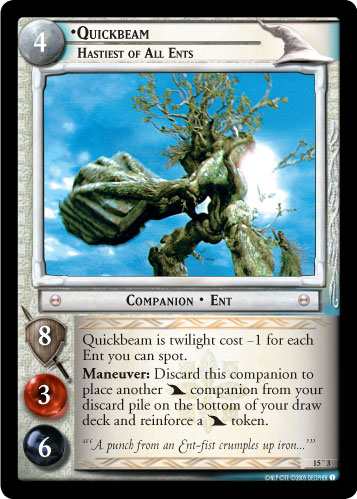 4
•Quickbeam
Hastiest of All Ents
Companion • Ent
8
3
6
Quickbeam is twilight cost –1 for each
Ent you can spot.
Maneuver: Discard this companion to
place another companion from your
discard pile on the bottom of your draw
deck and reinforce a token.
“‘A punch from an Ent-fist crumples up iron...’”